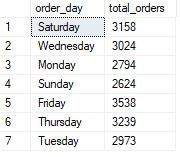 order_day total_orders
1 Saturday 3158
2 Wednesday 3024
3 Monday 2794
4 Sunday 2624
5 Friday 3538
6 Thursday 3239
7 Tuesday 2973